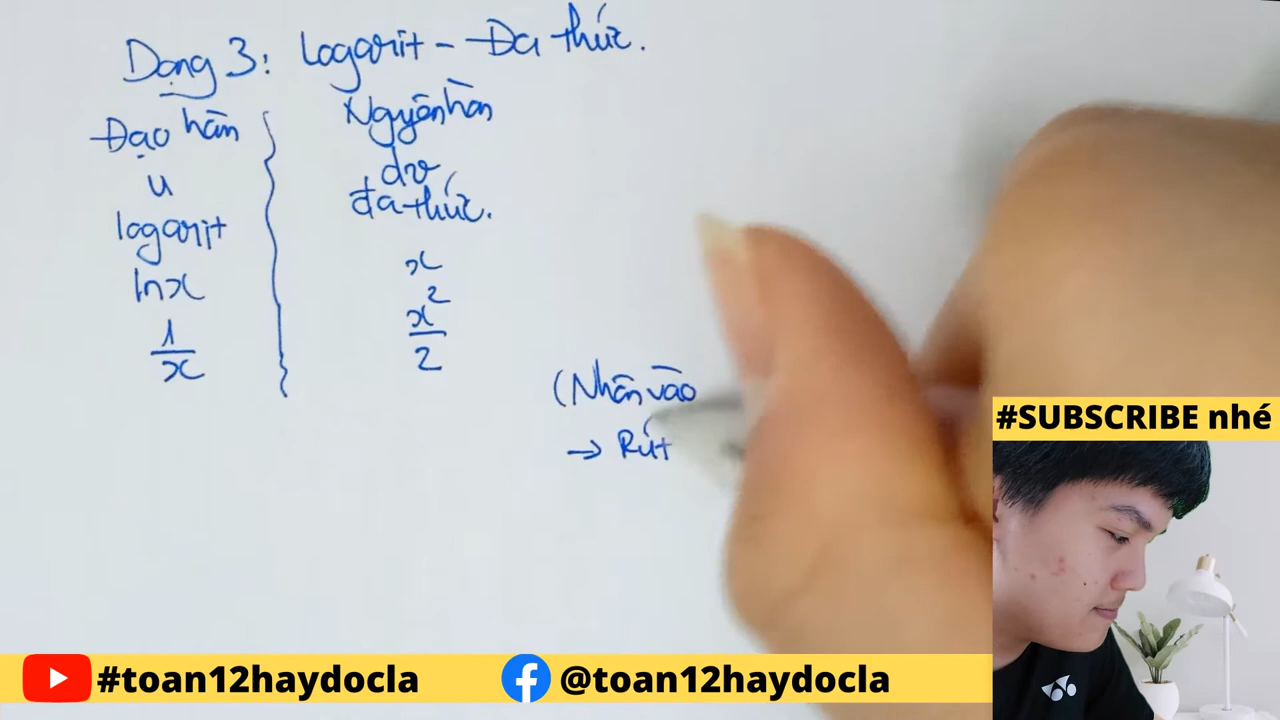 Dạng 3: Logarit - Đa thức.
Đạo hàm
Nguyên hàm
u
dv
logarit
đa thức.
lnx
x
1/x
x²/2
(Nhân vào
→ Rút
#SUBSCRIBE nhé
#toan12haydocla
@toan12haydocla